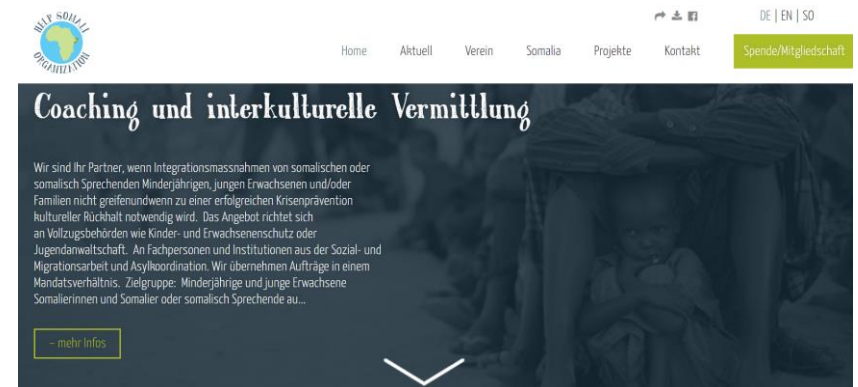 HELP SOMALI
ORGANIZATION
DE | EN | SO
Home Aktuell Verein Somalia Projekte Kontakt Spende/Mitgliedschaft
Coaching und interkulturelle Vermittlung
Wir sind Ihr Partner, wenn Integrationsmassnahmen von somalischen oder
somalisch Sprechenden Minderjährigen, jungen Erwachsenen und/oder
Familien nicht greifenundwenn zu einer erfolgreichen Krisenprävention
kultureller Rückhalt notwendig wird. Das Angebot richtet sich
an Vollzugsbehörden wie Kinder- und Erwachsenenschutz oder
Jugendanwaltschaft. An Fachpersonen und Institutionen aus der Sozial- und
Migrationsarbeit und Asylkoordination. Wir übernehmen Aufträge in einem
Mandatsverhältnis. Zielgruppe: Minderjährige und junge Erwachsene
Somalierinnen und Somalier oder somalisch Sprechende au...
– mehr Infos